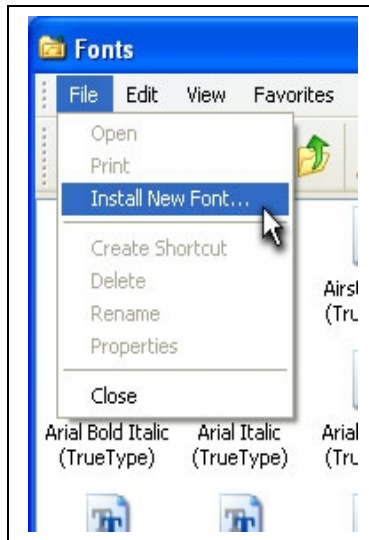 Fonts
File Edit View Favorites
Open
Print
Install New Font...
Create Shortcut
Delete
Rename
Properties
Close
(TrueType)
Arial Bold Italic Arial Italic
(TrueType) (TrueType)